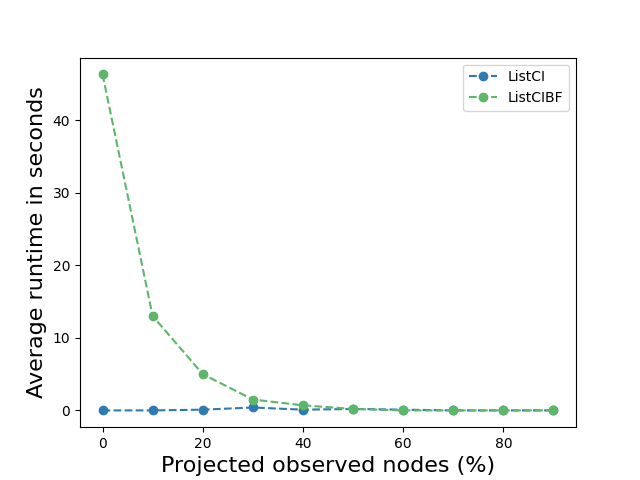 ListCI
ListCIBF
Average runtime in seconds
40
30
20
10
0
0
20
40
60
80
Projected observed nodes (%)